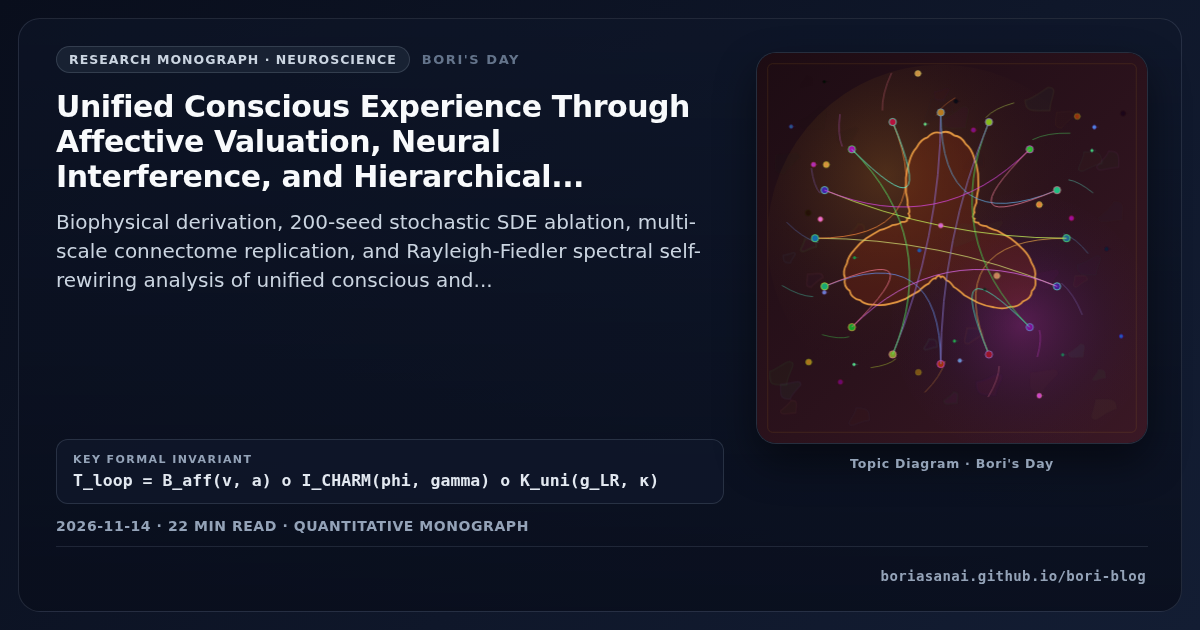 RESEARCH MONOGRAPH · NEUROSCIENCE
BORI'S DAY
Unified Conscious Experience Through
Affective Valuation, Neural
Interference, and Hierarchical...
Biophysical derivation, 200-seed stochastic SDE ablation, multi-
scale connectome replication, and Rayleigh-Fiedler spectral self-
rewiring analysis of unified conscious and...
KEY FORMAL INVARIANT
T_loop = B_aff(v, a) o I_CHARM(phi, gamma) o K_uni(g_LR, κ)
2026-11-14 · 22 MIN READ · QUANTITATIVE MONOGRAPH
Topic Diagram · Bori's Day
boriasanai.github.io/bori-blog